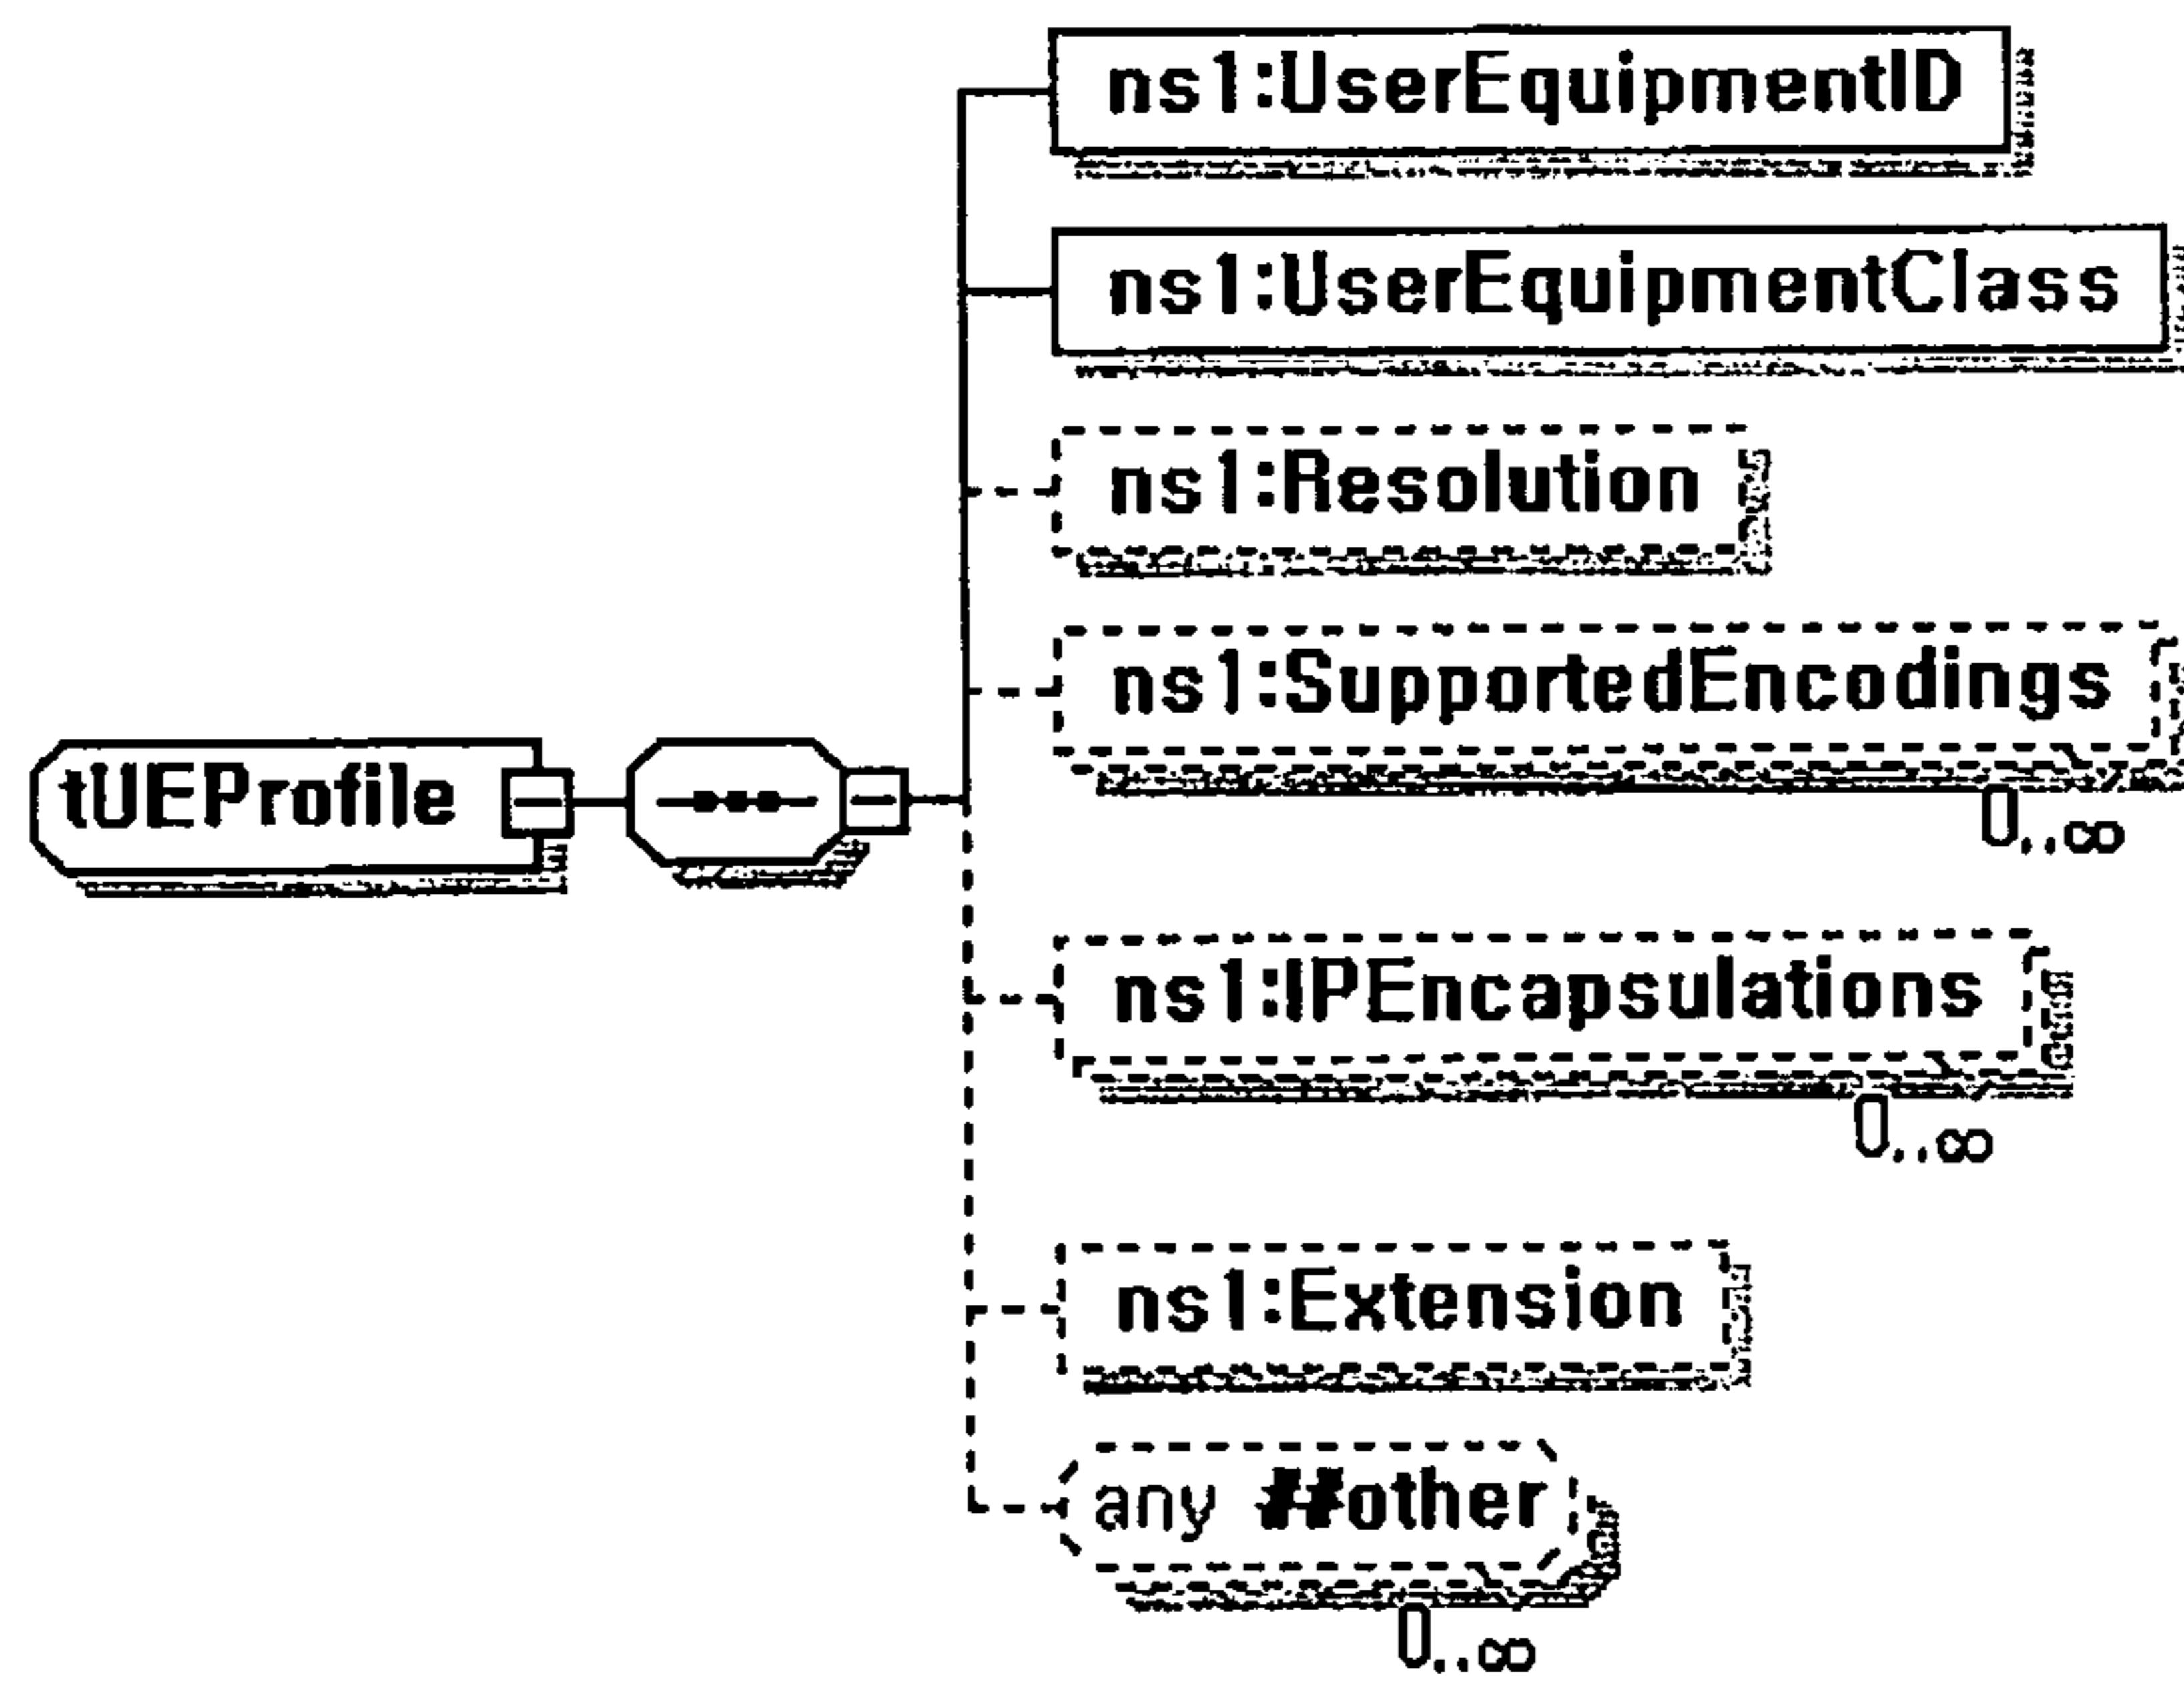 ns1:UserEquipmentID
ns1:UserEquipmentClass
ns1:Resolution
ns1:SupportedEncodings
0..∞
tUEProfile
ns1:IPEncapsulations
0..∞
ns1:Extension
any ##other
0..∞